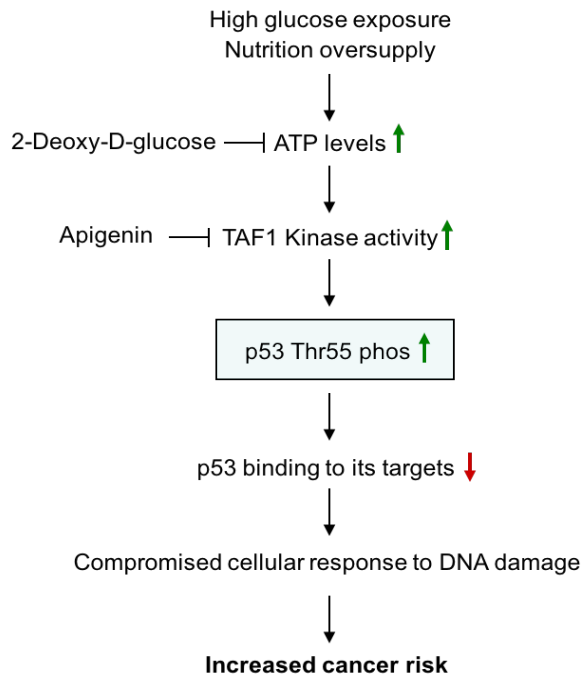 High glucose exposure
Nutrition oversupply
2-Deoxy-D-glucose
ATP levels
Apigenin
TAF1 Kinase activity
p53 Thr55 phos
p53 binding to its targets
Compromised cellular response to DNA damage
Increased cancer risk